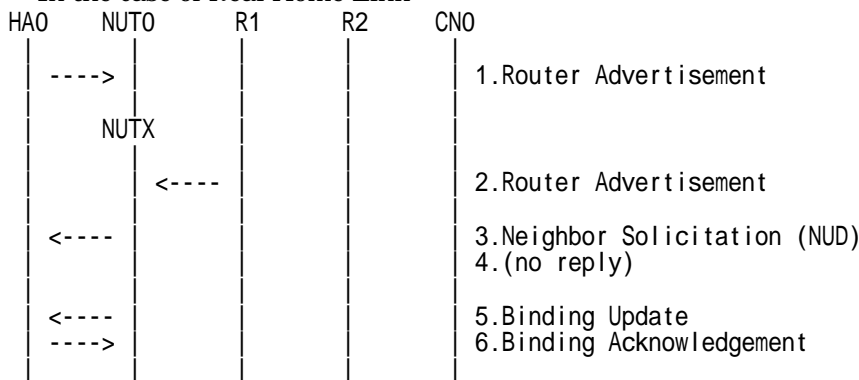 In the case of Real Home Link
HA0 NUT0 R1 R2 CN0
----> 1.Router Advertisement
NUTX
<---- 2.Router Advertisement
<---- 3.Neighbor Solicitation (NUD)
4.(no reply)
<---- 5.Binding Update
----> 6.Binding Acknowledgement